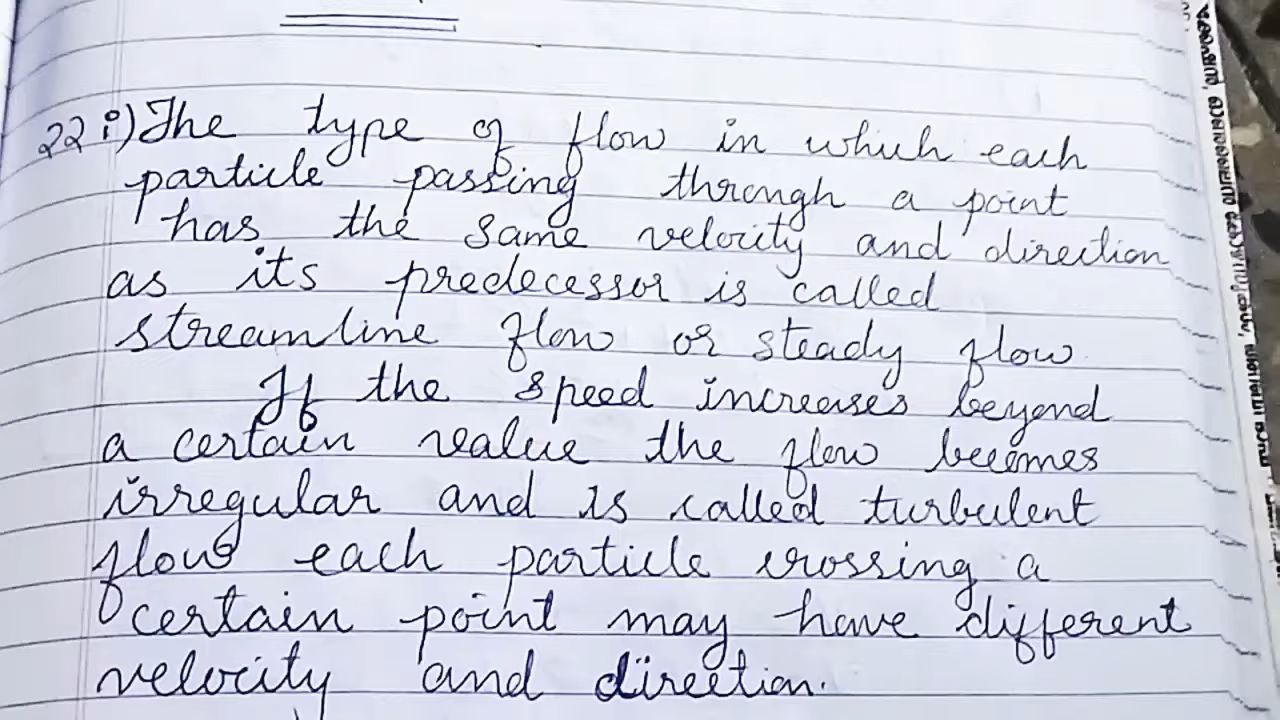 22 i) The type of flow in which each
particle passing through a point
has the same velocity and direction
as its predecessor is called
streamline flow or steady flow.
If the speed increases beyond
a certain value the flow becomes
irregular and is called turbulent
flow each particle crossing a
certain point may have different
velocity and direction.